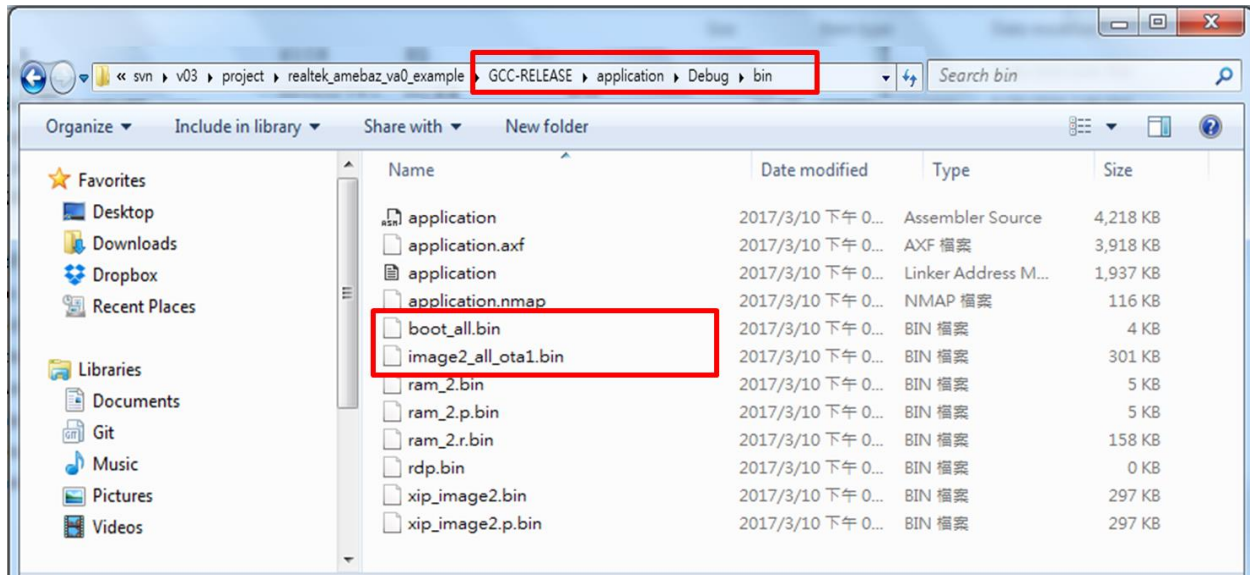 « svn ▸ v03 ▸ project ▸ realtek_amebaz_va0_example ▸ GCC-RELEASE ▸ application ▸ Debug ▸ bin Search bin
Organize Include in library Share with New folder
Favorites
Desktop
Downloads
Dropbox
Recent Places
Libraries
Documents
Git
Music
Pictures
Videos
Name Date modified Type Size
application 2017/3/10 下午 0... Assembler Source 4,218 KB
application.axf 2017/3/10 下午 0... AXF 檔案 3,918 KB
application 2017/3/10 下午 0... Linker Address M... 1,937 KB
application.nmap 2017/3/10 下午 0... NMAP 檔案 116 KB
boot_all.bin 2017/3/10 下午 0... BIN 檔案 4 KB
image2_all_ota1.bin 2017/3/10 下午 0... BIN 檔案 301 KB
ram_2.bin 2017/3/10 下午 0... BIN 檔案 5 KB
ram_2.p.bin 2017/3/10 下午 0... BIN 檔案 5 KB
ram_2.r.bin 2017/3/10 下午 0... BIN 檔案 158 KB
rdp.bin 2017/3/10 下午 0... BIN 檔案 0 KB
xip_image2.bin 2017/3/10 下午 0... BIN 檔案 297 KB
xip_image2.p.bin 2017/3/10 下午 0... BIN 檔案 297 KB